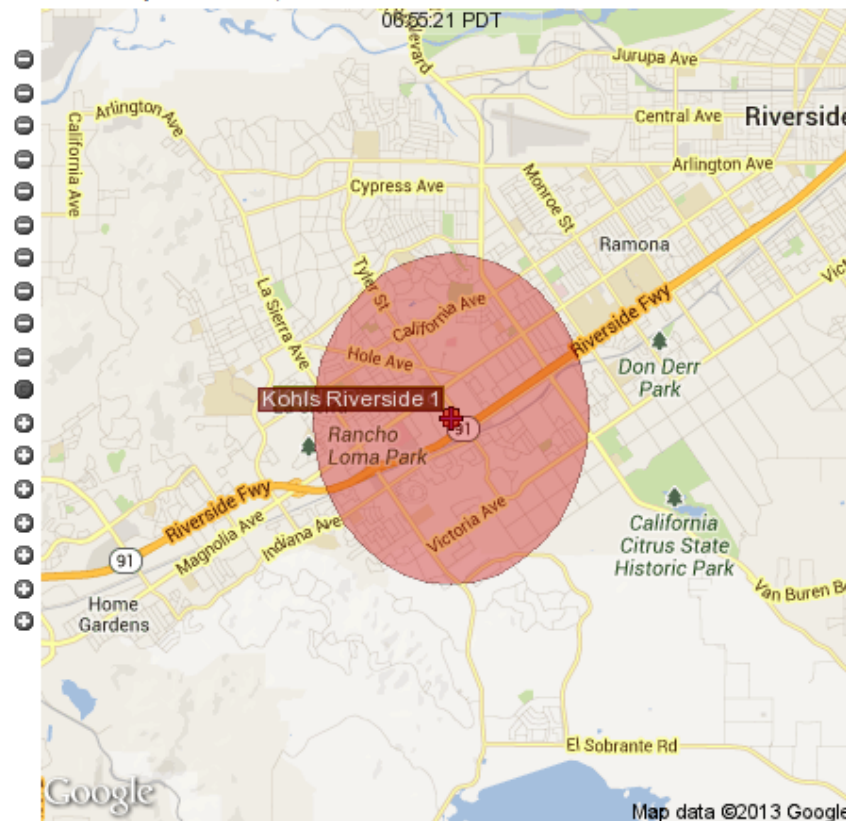 06:55:21 PDT
Jurupa Ave
Arlington Ave
California Ave
Central Ave
Riverside
Arlington Ave
Cypress Ave
Monroe St
Ramona
Tyler St
La Sierra Ave
California Ave
Riverside Fwy
Hole Ave
Don Derr
Park
Kohls Riverside 1
91
Rancho
Loma Park
Riverside Fwy
Victoria Ave
Magnolia Ave
Indiana Ave
California
Citrus State
Historic Park
91
Home
Gardens
El Sobrante Rd
Google
Map data ©2013 Google